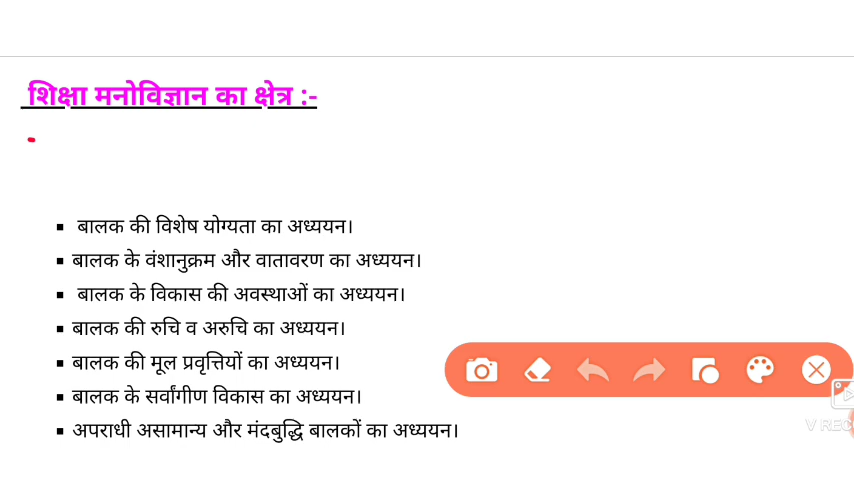 शिक्षा मनोविज्ञान का क्षेत्र :-
▪ बालक की विशेष योग्यता का अध्ययन।
▪ बालक के वंशानुक्रम और वातावरण का अध्ययन।
▪ बालक के विकास की अवस्थाओं का अध्ययन।
▪ बालक की रुचि व अरुचि का अध्ययन।
▪ बालक की मूल प्रवृत्तियों का अध्ययन।
▪ बालक के सर्वांगीण विकास का अध्ययन।
▪ अपराधी असामान्य और मंदबुद्धि बालकों का अध्ययन।